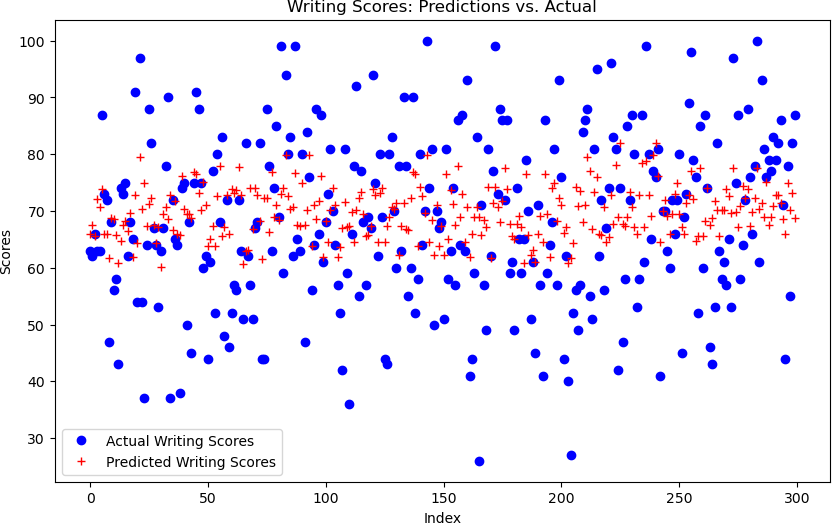 Writing Scores: Predictions vs. Actual
Scores
100
90
80
70
60
50
40
30
Actual Writing Scores
Predicted Writing Scores
0 50 100 150 200 250 300
Index